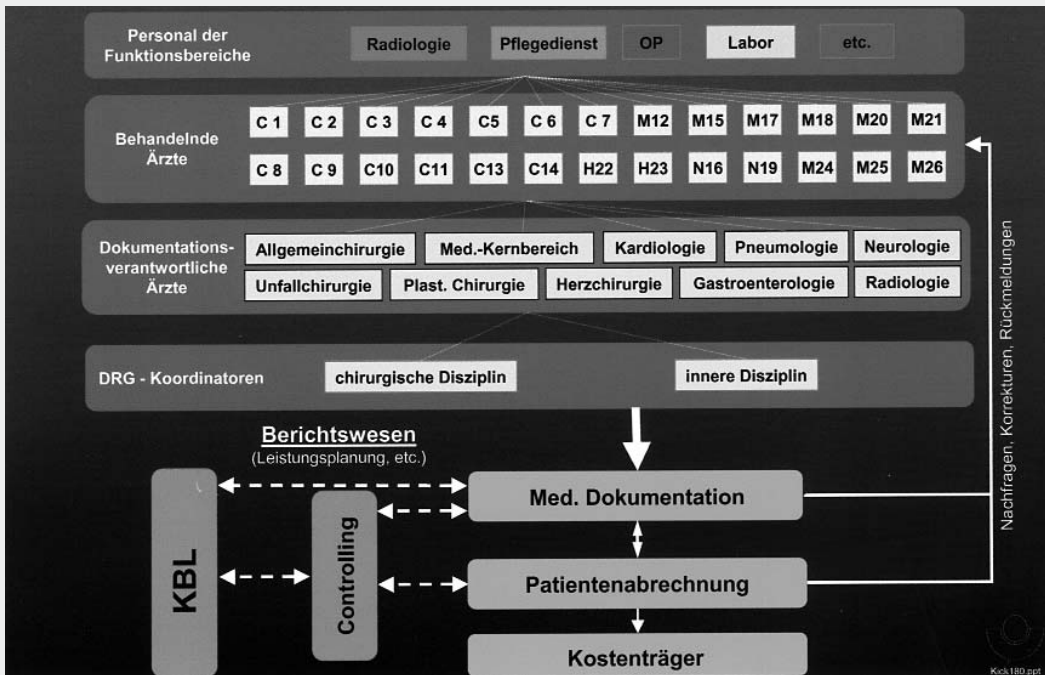 Personal der
Funktionsbereiche
Radiologie
Pflegedienst
OP
Labor
etc.
Behandelnde
Ärzte
C 1
C 2
C 3
C 4
C5
C 6
C 7
M12
M15
M17
M18
M20
M21
C 8
C 9
C10
C11
C13
C14
H22
H23
N16
N19
M24
M25
M26
Dokumentations-
verantwortliche
Ärzte
Allgemeinchirurgie
Med.-Kernbereich
Kardiologie
Pneumologie
Neurologie
Unfallchirurgie
Plast. Chirurgie
Herzchirurgie
Gastroenterologie
Radiologie
DRG - Koordinatoren
chirurgische Disziplin
innere Disziplin
Nachfragen, Korrekturen, Rückmeldungen
Berichtswesen
(Leistungsplanung, etc.)
KBL
Controlling
Med. Dokumentation
Patientenabrechnung
Kostenträger
Kick180.ppt